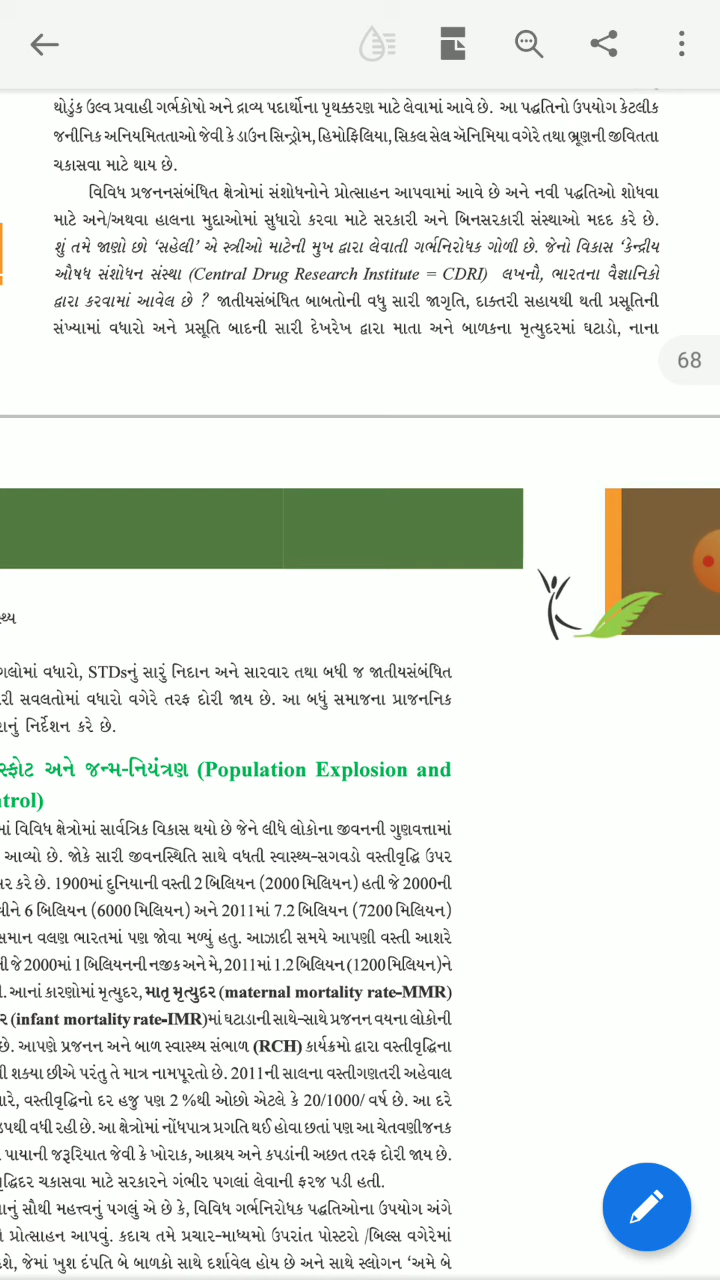 થોડુંક ઉલ્વ પ્રવાહી ગર્ભકોષો અને દ્રાવ્ય પદાર્થોના પૃથક્કરણ માટે લેવામાં આવે છે. આ પદ્ધતિનો ઉપયોગ કેટલીક
જનીનિક અનિયમિતતાઓ જેવી કે ડાઉન સિન્ડ્રોમ, હિમોફિલિયા, સિકલ સેલ ઍનિમિયા વગેરે તથા ભ્રૂણની જીવિતતા
ચકાસવા માટે થાય છે.
વિવિધ પ્રજનનસંબંધિત ક્ષેત્રોમાં સંશોધનોને પ્રોત્સાહન આપવામાં આવે છે અને નવી પદ્ધતિઓ શોધવા
માટે અને/અથવા હાલના મુદ્દાઓમાં સુધારો કરવા માટે સરકારી અને બિનસરકારી સંસ્થાઓ મદદ કરે છે.
શું તમે જાણો છો ‘સહેલી’ એ સ્ત્રીઓ માટેની મુખ દ્વારા લેવાતી ગર્ભનિરોધક ગોળી છે. જેનો વિકાસ ‘કેન્દ્રીય
ઔષધ સંશોધન સંસ્થા (Central Drug Research Institute = CDRI) લખનૌ, ભારતના વૈજ્ઞાનિકો
દ્વારા કરવામાં આવેલ છે ? જાતીયસંબંધિત બાબતોની વધુ સારી જાગૃતિ, દાક્તરી સહાયથી થતી પ્રસૂતિની
સંખ્યામાં વધારો અને પ્રસૂતિ બાદની સારી દેખરેખ દ્વારા માતા અને બાળકના મૃત્યુદરમાં ઘટાડો, નાના
68
સ્થ્ય
ગલોમાં વધારો, STDsનું સારું નિદાન અને સારવાર તથા બધી જ જાતીયસંબંધિત
રી સવલતોમાં વધારો વગેરે તરફ દોરી જાય છે. આ બધું સમાજના પ્રાજનનિક
નું નિર્દેશન કરે છે.
સ્ફોટ અને જન્મ-નિયંત્રણ (Population Explosion and
trol)
માં વિવિધ ક્ષેત્રોમાં સાર્વત્રિક વિકાસ થયો છે જેને લીધે લોકોના જીવનની ગુણવત્તામાં
આવ્યો છે. જોકે સારી જીવનસ્થિતિ સાથે વધતી સ્વાસ્થ્ય-સગવડો વસ્તીવૃદ્ધિ ઉપર
સર કરે છે. 1900માં દુનિયાની વસ્તી 2 બિલિયન (2000 મિલિયન) હતી જે 2000ની
ધીને 6 બિલિયન (6000 મિલિયન) અને 2011માં 7.2 બિલિયન (7200 મિલિયન)
સમાન વલણ ભારતમાં પણ જોવા મળ્યું હતુ. આઝાદી સમયે આપણી વસ્તી આશરે
ની જે 2000માં 1 બિલિયનની નજીક અને મે, 2011માં 1.2 બિલિયન (1200 મિલિયન)ને
ી. આનાં કારણોમાં મૃત્યુદર, માતૃ મૃત્યુદર (maternal mortality rate-MMR)
ર (infant mortality rate-IMR)માં ઘટાડાની સાથે-સાથે પ્રજનન વયના લોકોની
છે. આપણે પ્રજનન અને બાળ સ્વાસ્થ્ય સંભાળ (RCH) કાર્યક્રમો દ્વારા વસ્તીવૃદ્ધિના
વી શક્યા છીએ પરંતુ તે માત્ર નામપૂરતો છે. 2011ની સાલના વસ્તીગણતરી અહેવાલ
ારે, વસ્તીવૃદ્ધિનો દર હજુ પણ 2 %થી ઓછો એટલે કે 20/1000/ વર્ષ છે. આ દરે
ડપથી વધી રહી છે. આ ક્ષેત્રોમાં નોંધપાત્ર પ્રગતિ થઈ હોવા છતાં પણ આ ચેતવણીજનક
પાયાની જરૂરિયાત જેવી કે ખોરાક, આશ્રય અને કપડાંની અછત તરફ દોરી જાય છે.
વૃદ્ધિદર ચકાસવા માટે સરકારને ગંભીર પગલાં લેવાની ફરજ પડી હતી.
નું સૌથી મહત્ત્વનું પગલું એ છે કે, વિવિધ ગર્ભનિરોધક પદ્ધતિઓના ઉપયોગ અંગે
પ્રોત્સાહન આપવું. કદાચ તમે પ્રચાર-માધ્યમો ઉપરાંત પોસ્ટરો /બિલ્સ વગેરેમાં
શે, જેમાં ખુશ દંપતિ બે બાળકો સાથે દર્શાવેલ હોય છે અને સાથે સ્લોગન ‘અમે બે